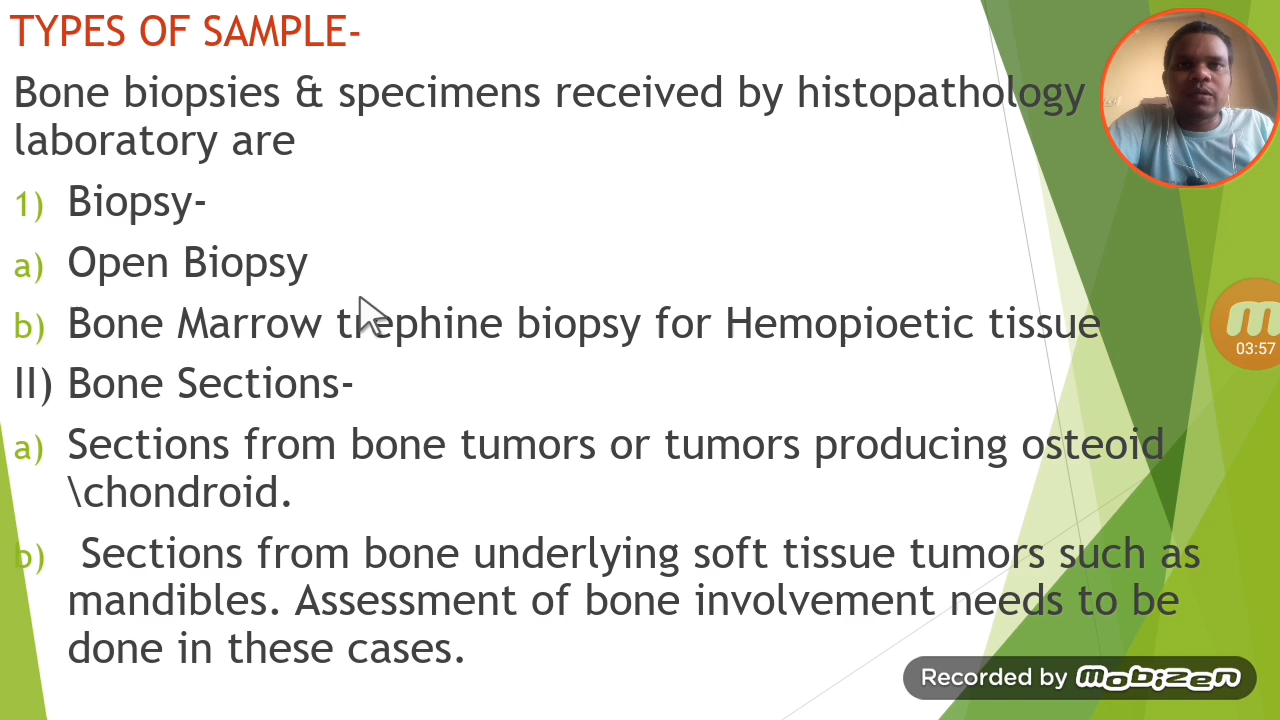 TYPES OF SAMPLE-
Bone biopsies & specimens received by histopathology
laboratory are
1) Biopsy-
a) Open Biopsy
b) Bone Marrow trephine biopsy for Hemopioetic tissue
II) Bone Sections-
a) Sections from bone tumors or tumors producing osteoid
\chondroid.
b) Sections from bone underlying soft tissue tumors such as
mandibles. Assessment of bone involvement needs to be
done in these cases.
m
03:57
Recorded by mobizen